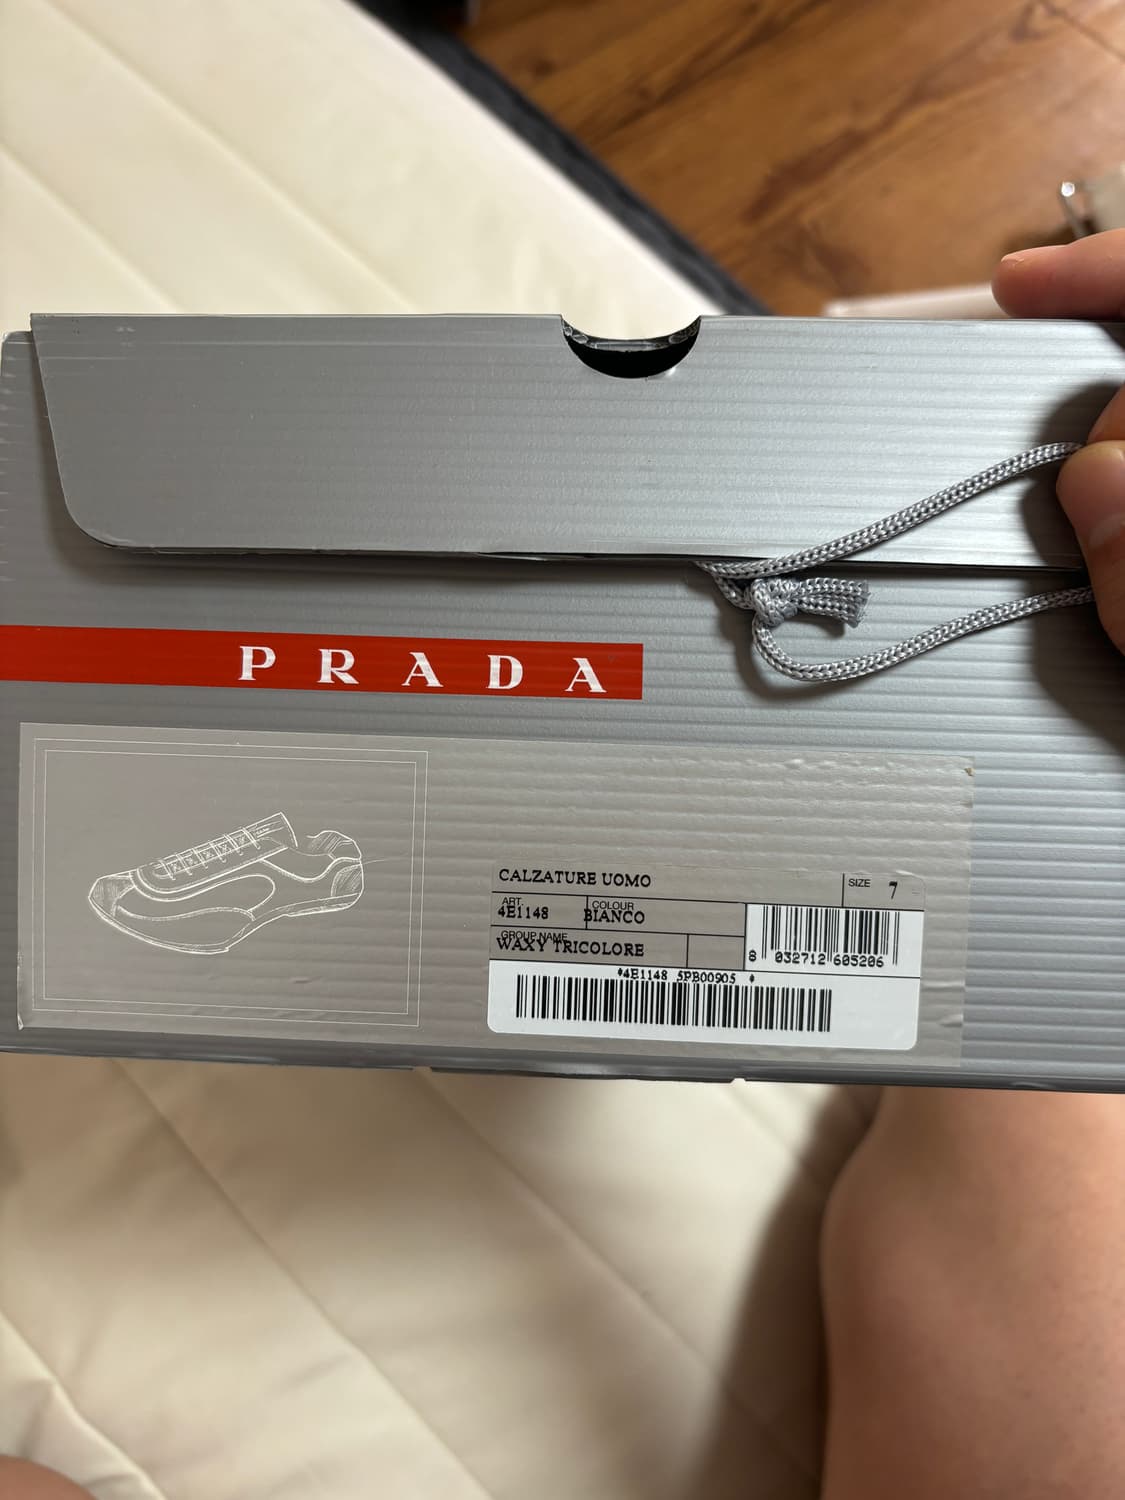 PRADA
CALZATURE UOMO
SIZE 7
ART. COLOUR
4E1148 BIANCO
GROUP NAME
WAXY TRICOLORE
8 032712 605206
*4E1148 5PB00905 *